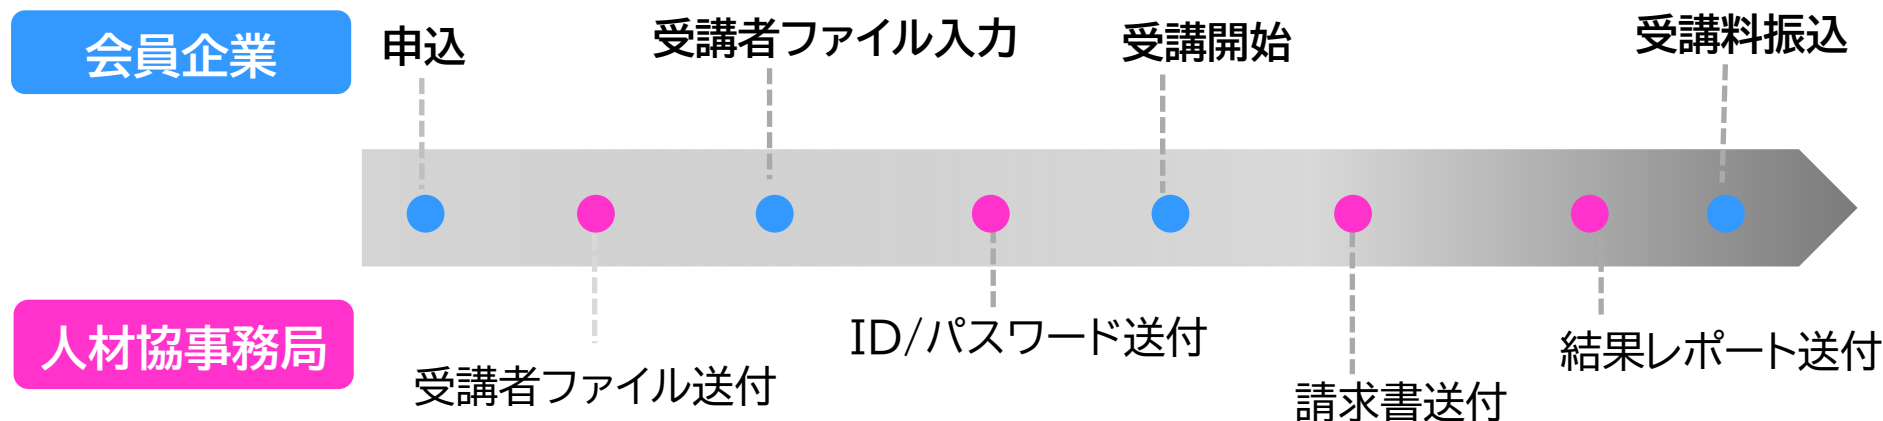 会員企業
申込
受講者ファイル入力
受講開始
受講料振込
人材協事務局
受講者ファイル送付
ID/パスワード送付
請求書送付
結果レポート送付